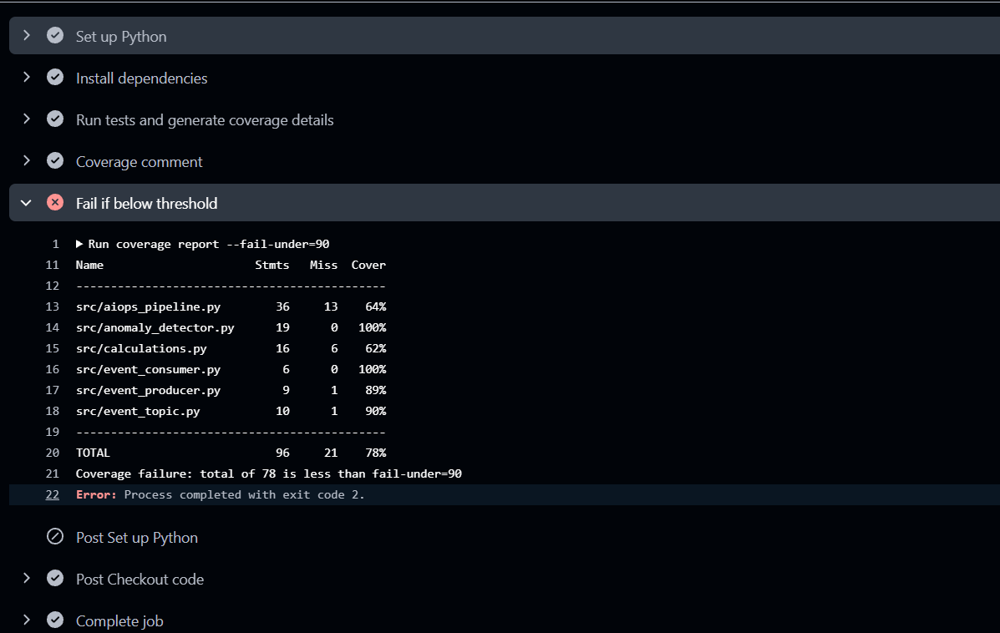 Set up Python
Install dependencies
Run tests and generate coverage details
Coverage comment
Fail if below threshold
1 Run coverage report --fail-under=90
11 Name Stmts Miss Cover
12 ---------------------------------------------
13 src/aiops_pipeline.py 36 13 64%
14 src/anomaly_detector.py 19 0 100%
15 src/calculations.py 16 6 62%
16 src/event_consumer.py 6 0 100%
17 src/event_producer.py 9 1 89%
18 src/event_topic.py 10 1 90%
19 ---------------------------------------------
20 TOTAL 96 21 78%
21 Coverage failure: total of 78 is less than fail-under=90
22 Error: Process completed with exit code 2.
Post Set up Python
Post Checkout code
Complete job